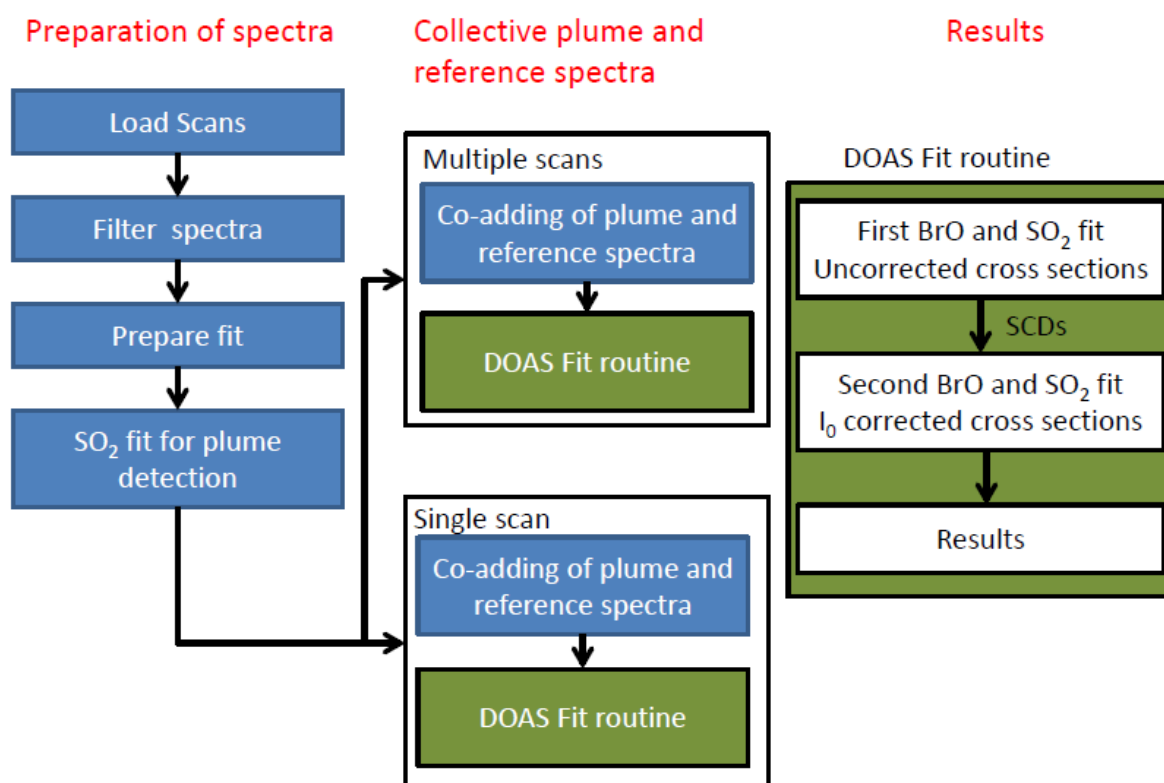 Preparation of spectra
Load Scans
Filter spectra
Prepare fit
SO₂ fit for plume
detection
Collective plume and
reference spectra
Multiple scans
Co-adding of plume and
reference spectra
DOAS Fit routine
Single scan
Co-adding of plume and
reference spectra
DOAS Fit routine
Results
DOAS Fit routine
First BrO and SO₂ fit
Uncorrected cross sections
SCDs
Second BrO and SO₂ fit
I₀ corrected cross sections
Results